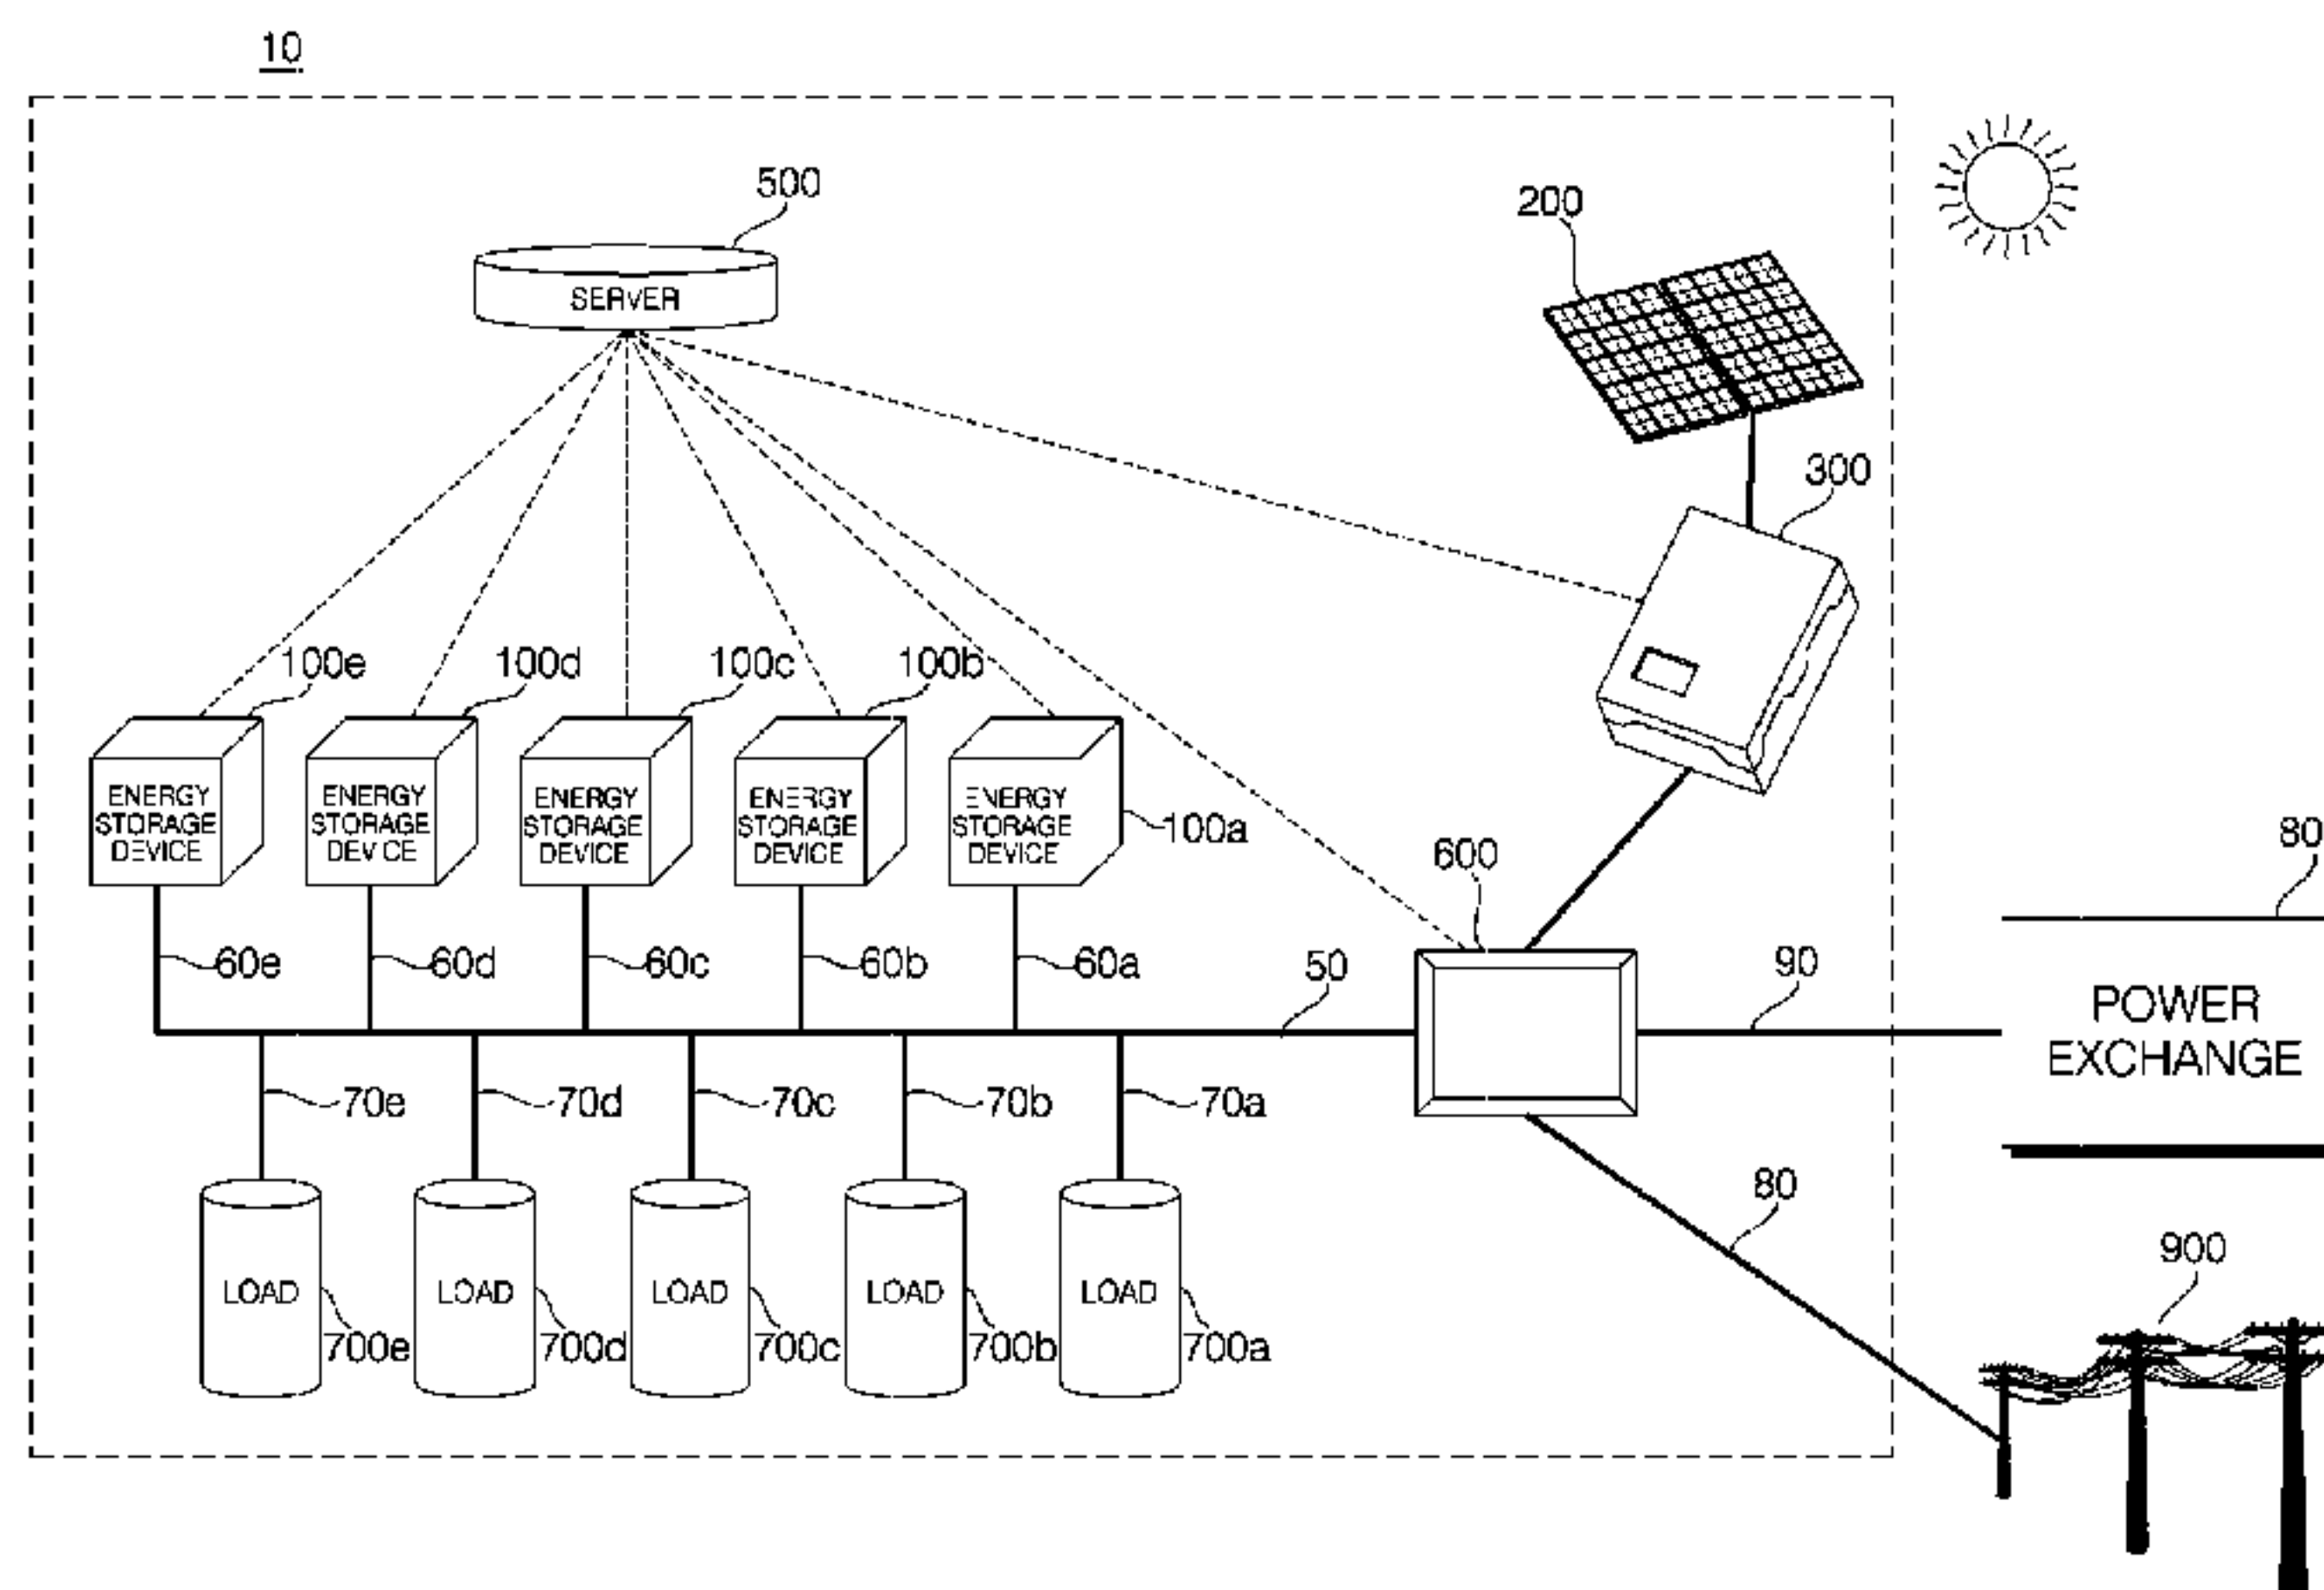 10
500
SERVER
200
300
100e
100d
100c
100b
ENERGY
STORAGE
DEVICE
ENERGY
STORAGE
DEVICE
ENERGY
STORAGE
DEVICE
ENERGY
STORAGE
DEVICE
ENERGY
STORAGE
DEVICE
100a
600
80
60e
60d
60c
60b
60a
50
90
POWER
EXCHANGE
70e
70d
70c
70b
70a
80
LOAD
LOAD
LOAD
LOAD
LOAD
700e
700d
700c
700b
700a
900